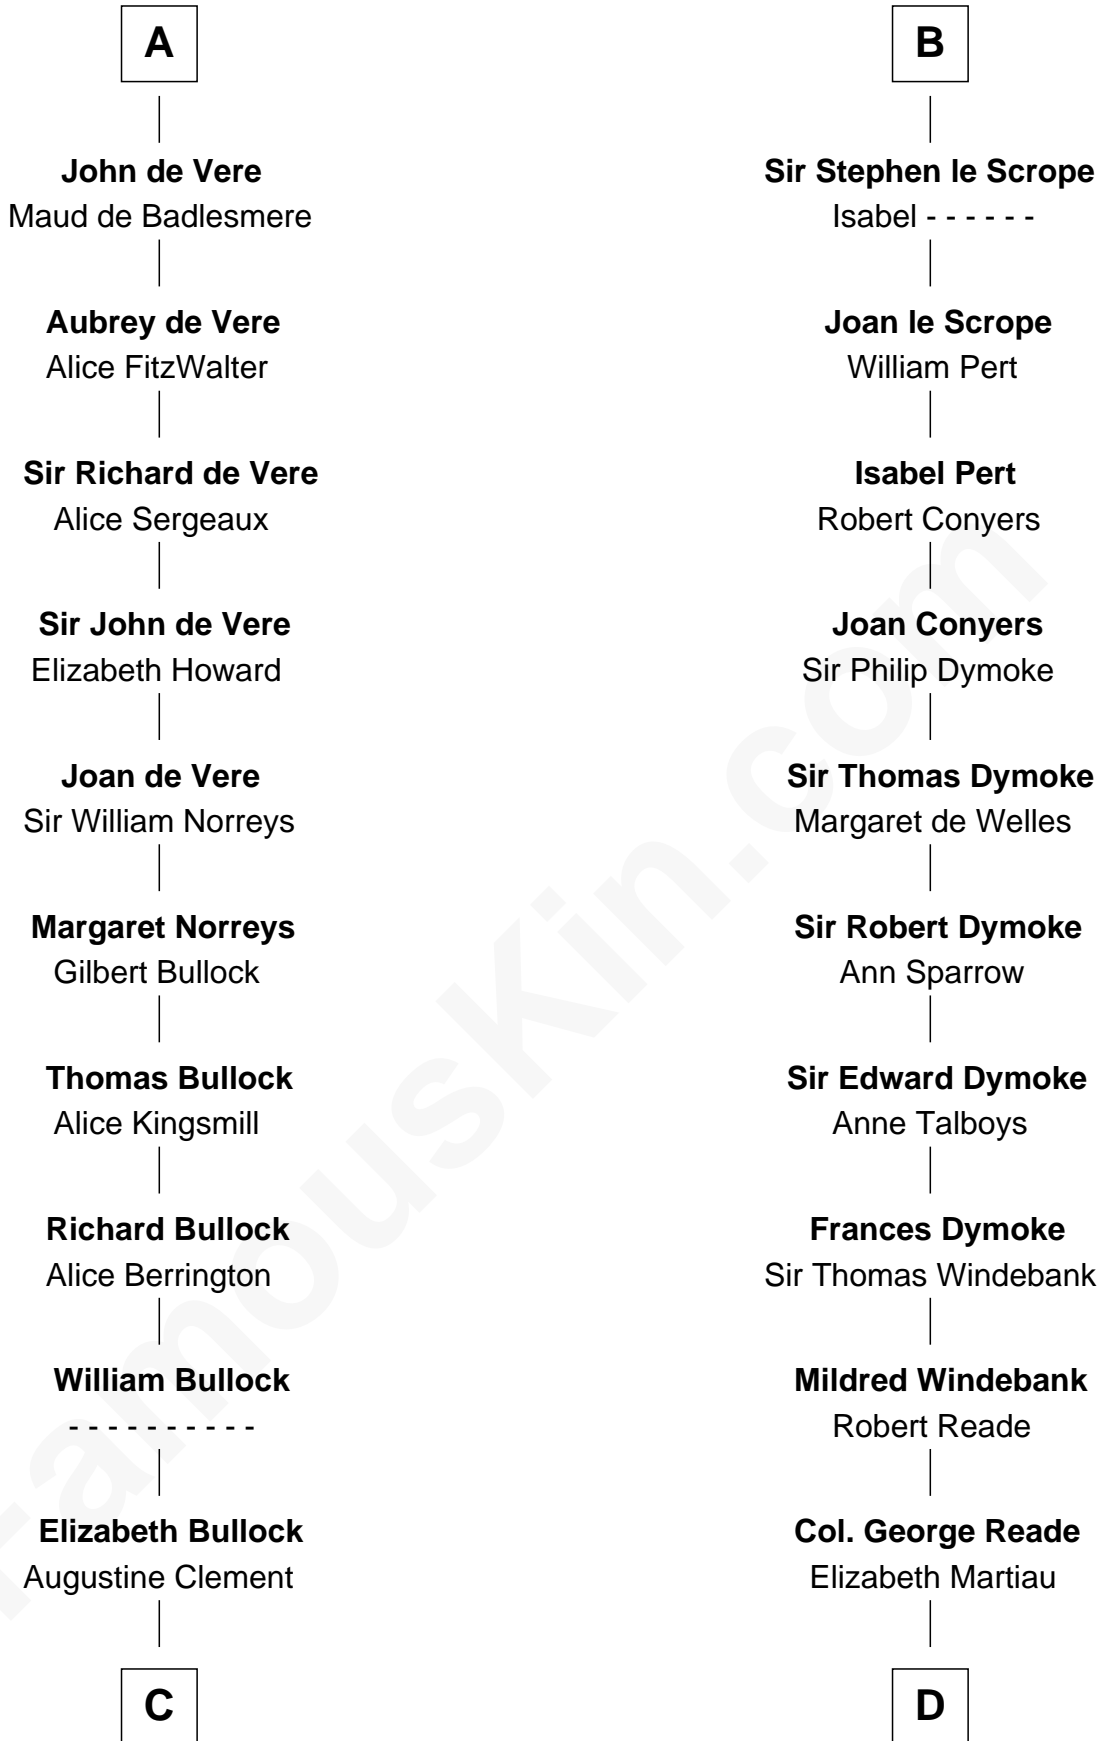 A
John de Vere
Maud de Badlesmere
Aubrey de Vere
Alice FitzWalter
Sir Richard de Vere
Alice Sergeaux
Sir John de Vere
Elizabeth Howard
Joan de Vere
Sir William Norreys
Margaret Norreys
Gilbert Bullock
Thomas Bullock
Alice Kingsmill
Richard Bullock
Alice Berrington
William Bullock
- - - - - - - - - -
Elizabeth Bullock
Augustine Clement
C
B
Sir Stephen le Scrope
Isabel - - - - - -
Joan le Scrope
William Pert
Isabel Pert
Robert Conyers
Joan Conyers
Sir Philip Dymoke
Sir Thomas Dymoke
Margaret de Welles
Sir Robert Dymoke
Ann Sparrow
Sir Edward Dymoke
Anne Talboys
Frances Dymoke
Sir Thomas Windebank
Mildred Windebank
Robert Reade
Col. George Reade
Elizabeth Martiau
D
FamousKin.com